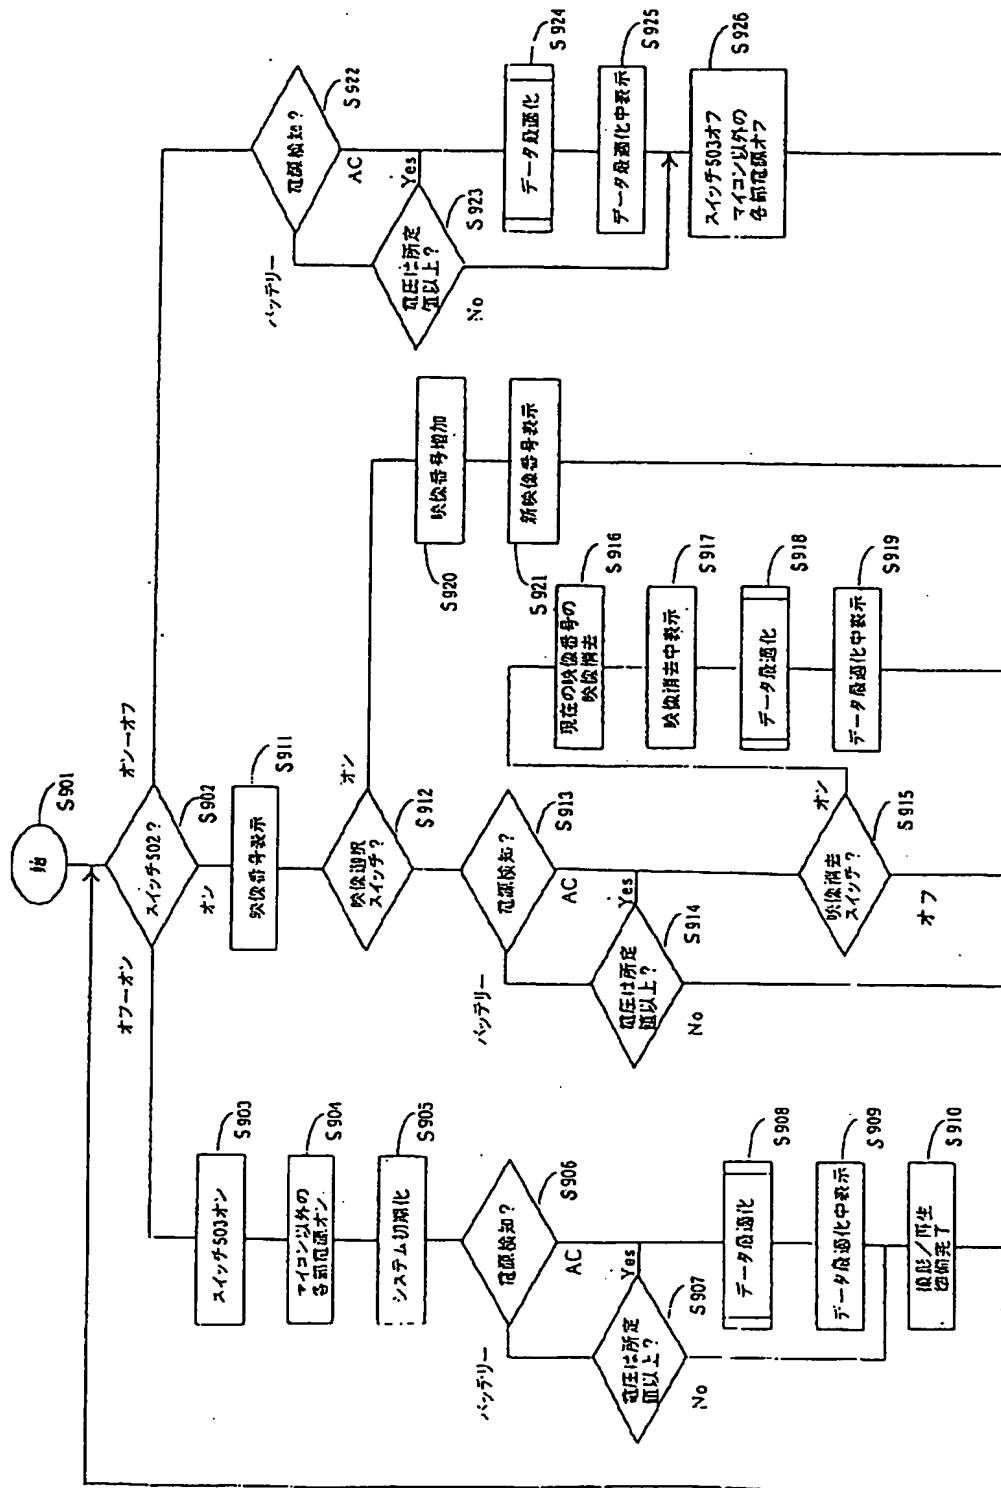 始
S901
スイッチ502?
S902
オフ−オン
オン
オン−オフ
スイッチ503オン
S903
マイコン以外の
各部電源オン
S904
システム初期化
S905
電源検知?
S906
バッテリー
AC
電圧は所定
値以上?
S907
Yes
No
データ最適化
S908
データ最適化中表示
S909
撮影/再生
準備完了
S910
映像番号表示
S911
映像選択
スイッチ?
S912
オン
電源検知?
S913
バッテリー
AC
電圧は所定
値以上?
S914
Yes
No
映像消去
スイッチ?
S915
オン
オフ
現在の映像番号の
映像消去
S916
映像消去中表示
S917
データ最適化
S918
データ最適化中表示
S919
映像番号増加
S920
新映像番号表示
S921
電源検知?
S922
バッテリー
AC
電圧は所定
値以上?
S923
Yes
No
データ最適化
S924
データ最適化中表示
S925
スイッチ503オフ
マイコン以外の
各部電源オフ
S926